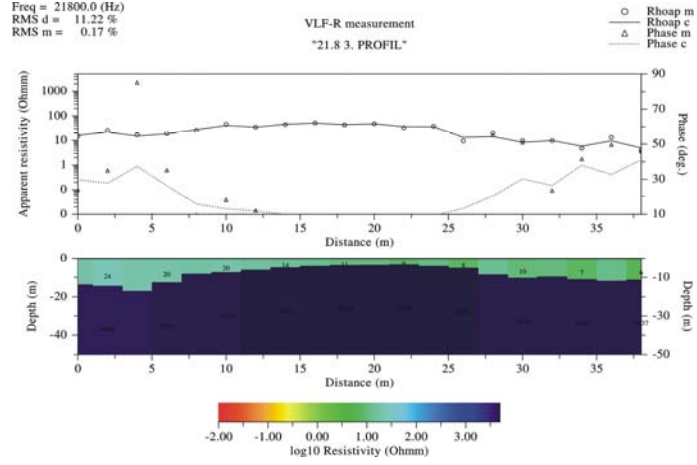 Freq = 21800.0 (Hz)
RMS d = 11.22 %
RMS m = 0.17 %
VLF-R measurement
"21.8 3. PROFIL"
Rhoap m
Rhoap c
Phase m
Phase c
Apparent resistivity (Ohmm)
1000
100
10
1
0
0
90
70
50
30
10
Phase (deg.)
0 5 10 15 20 25 30 35
Distance (m)
Depth (m)
0
-20
-40
24 20 20 14 11 10 7
-10
-30
-50
Depth (m)
0 5 10 15 20 25 30 35
Distance (m)
-2.00 -1.00 0.00 1.00 2.00 3.00
log10 Resistivity (Ohmm)